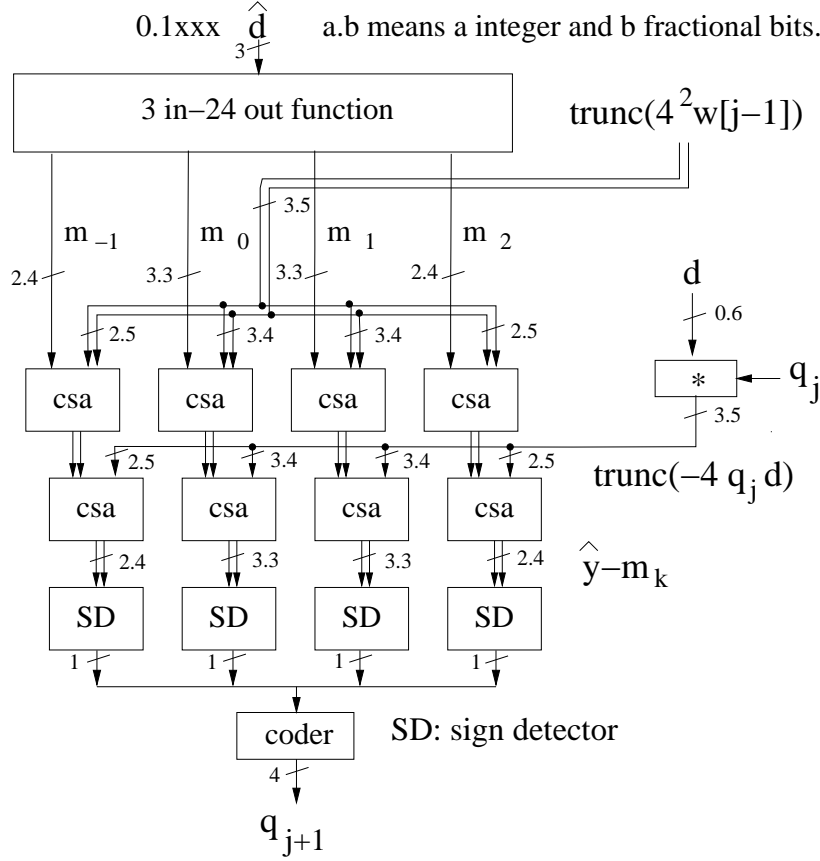 0.1xxx d̂ a.b means a integer and b fractional bits.
3
3 in−24 out function
trunc(4²w[j−1])
3.5
m₋₁ m₀ m₁ m₂
2.4 3.3 3.3 2.4
d
0.6
2.5 3.4 3.4 2.5
csa csa csa csa
* qⱼ
3.5
2.5 3.4 3.4 2.5
trunc(−4 qⱼ d)
csa csa csa csa
2.4 3.3 3.3 2.4
ŷ−mₖ
SD SD SD SD
1 1 1 1
coder
SD: sign detector
4
q_{j+1}